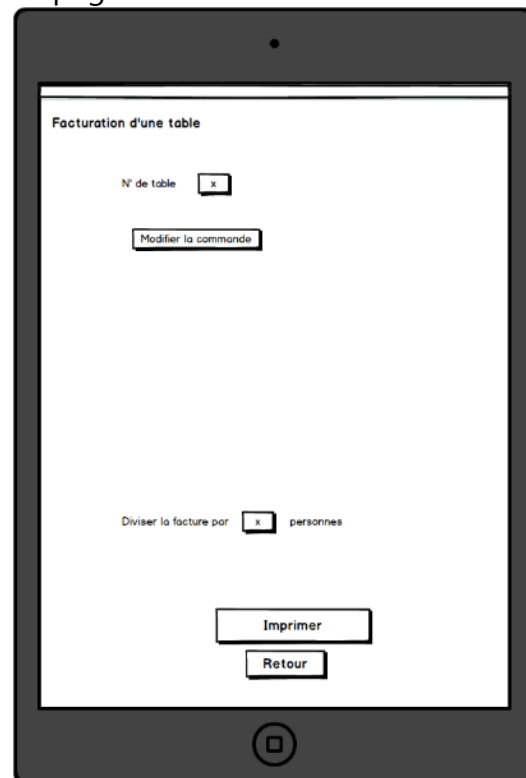 Facturation d'une table
N° de table x
Modifier la commande
Diviser la facture par x personnes
Imprimer
Retour